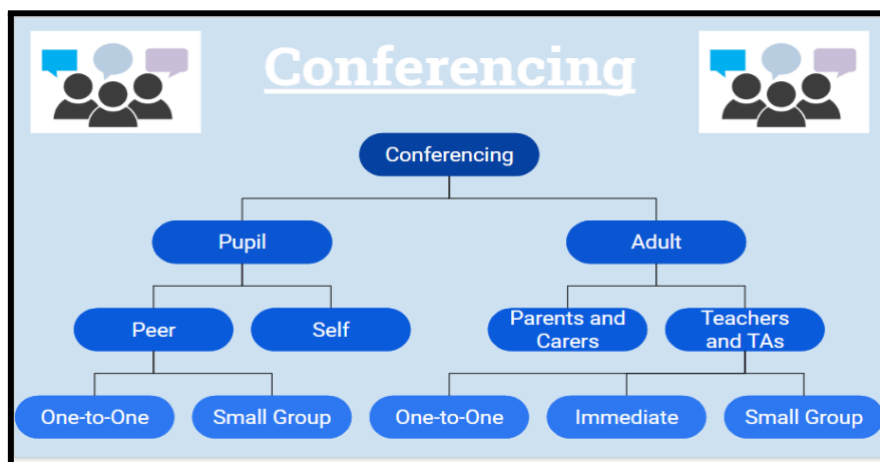 Conferencing
Conferencing
Pupil
Adult
Peer
Self
Parents and
Carers
Teachers
and TAs
One-to-One
Small Group
One-to-One
Immediate
Small Group